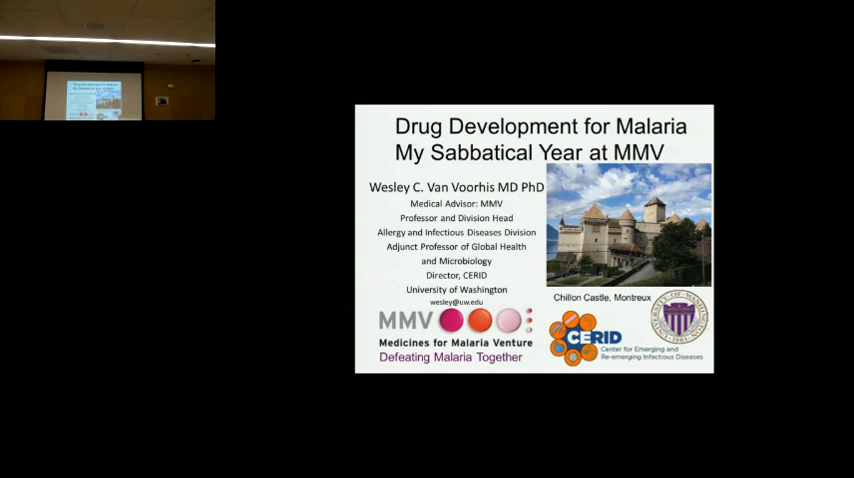 Drug Development for Malaria
My Sabbatical Year at MMV
Wesley C. Van Voorhis MD PhD
Medical Advisor: MMV
Professor and Division Head
Allergy and Infectious Diseases Division
Adjunct Professor of Global Health
and Microbiology
Director, CERID
University of Washington
wesley@uw.edu
Chillon Castle, Montreux
MMV
Medicines for Malaria Venture
Defeating Malaria Together
CERID
Center for Emerging and
Re-emerging Infectious Diseases